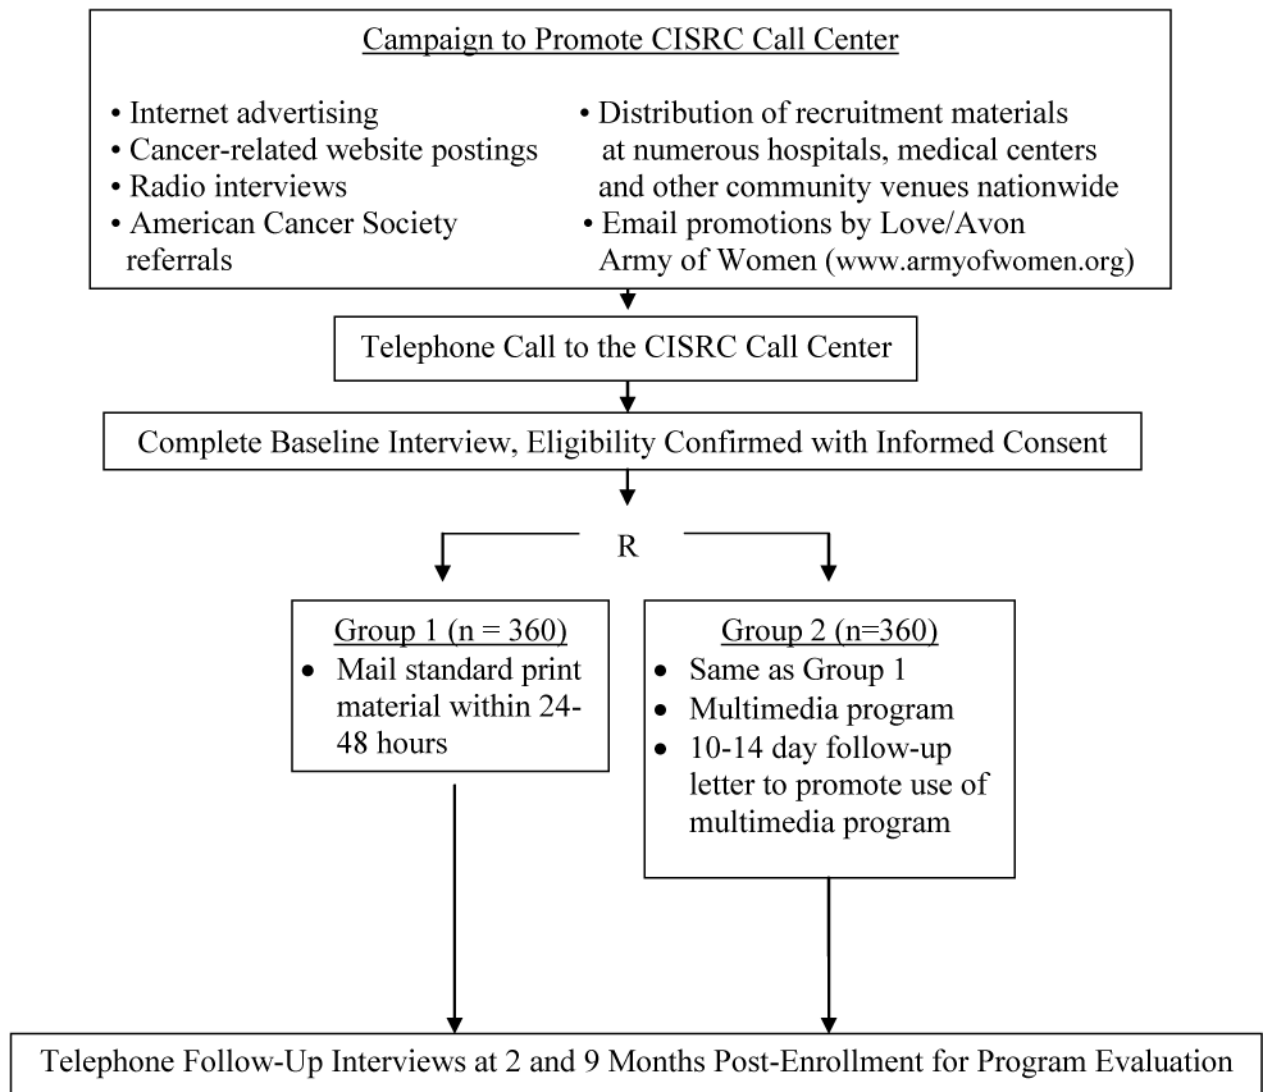 Campaign to Promote CISRC Call Center
• Internet advertising
• Cancer-related website postings
• Radio interviews
• American Cancer Society
referrals
• Distribution of recruitment materials
at numerous hospitals, medical centers
and other community venues nationwide
• Email promotions by Love/Avon
Army of Women (www.armyofwomen.org)
Telephone Call to the CISRC Call Center
Complete Baseline Interview, Eligibility Confirmed with Informed Consent
R
Group 1 (n = 360)
• Mail standard print
material within 24-
48 hours
Group 2 (n=360)
• Same as Group 1
• Multimedia program
• 10-14 day follow-up
letter to promote use of
multimedia program
Telephone Follow-Up Interviews at 2 and 9 Months Post-Enrollment for Program Evaluation